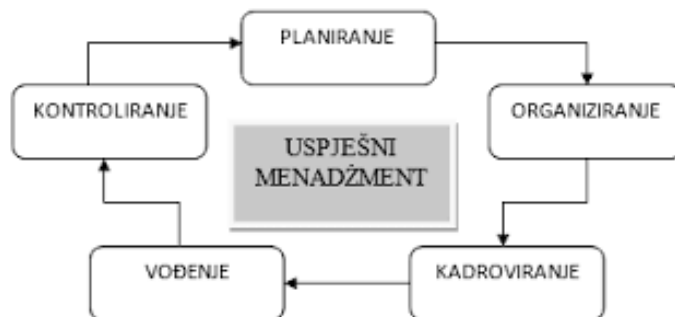 PLANIRANJE
KONTROLIRANJE
ORGANIZIRANJE
USPJEŠNI
MENADŽMENT
VOĐENJE
KADROVIRANJE